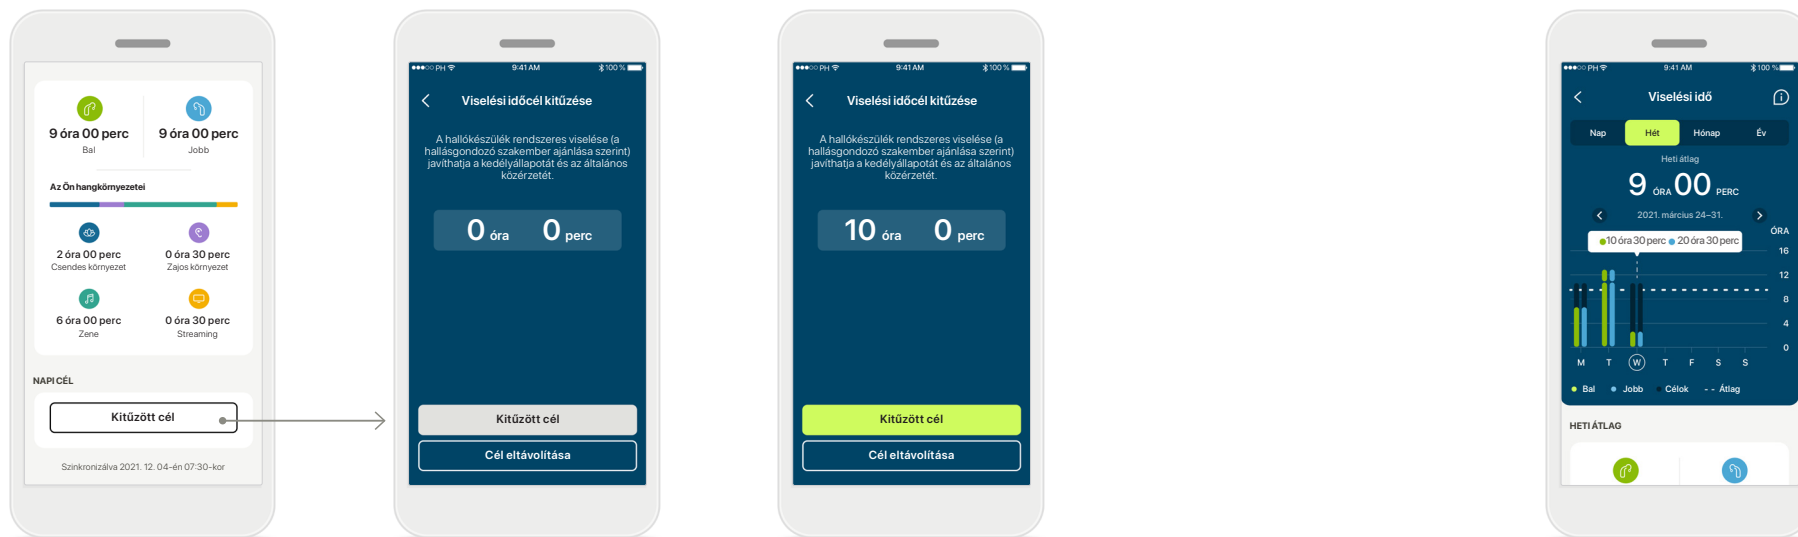 9 óra 00 perc
Bal
9 óra 00 perc
Jobb
Az Ön hangkörnyezetei
2 óra 00 perc
Csendes környezet
0 óra 30 perc
Zajos környezet
6 óra 00 perc
Zene
0 óra 30 perc
Streaming
NAPI CÉL
Kitűzött cél
Szinkronizálva 2021. 12. 04-én 07:30-kor
PH 9:41 AM 100 %
Viselési időcél kitűzése
A hallókészülék rendszeres viselése (a
hallásgondozó szakember ajánlása szerint)
javíthatja a kedélyállapotát és az általános
közérzetét.
0 óra 0 perc
Kitűzött cél
Cél eltávolítása
PH 9:41 AM 100 %
Viselési időcél kitűzése
A hallókészülék rendszeres viselése (a
hallásgondozó szakember ajánlása szerint)
javíthatja a kedélyállapotát és az általános
közérzetét.
10 óra 0 perc
Kitűzött cél
Cél eltávolítása
PH 9:41 AM 100 %
Viselési idő
Nap Hét Hónap Év
Heti átlag
9 ÓRA 00 PERC
2021. március 24–31.
ÓRA
10 óra 30 perc 20 óra 30 perc
16
12
8
4
0
M T W T F S S
Bal Jobb Célok - - Átlag
HETI ÁTLAG